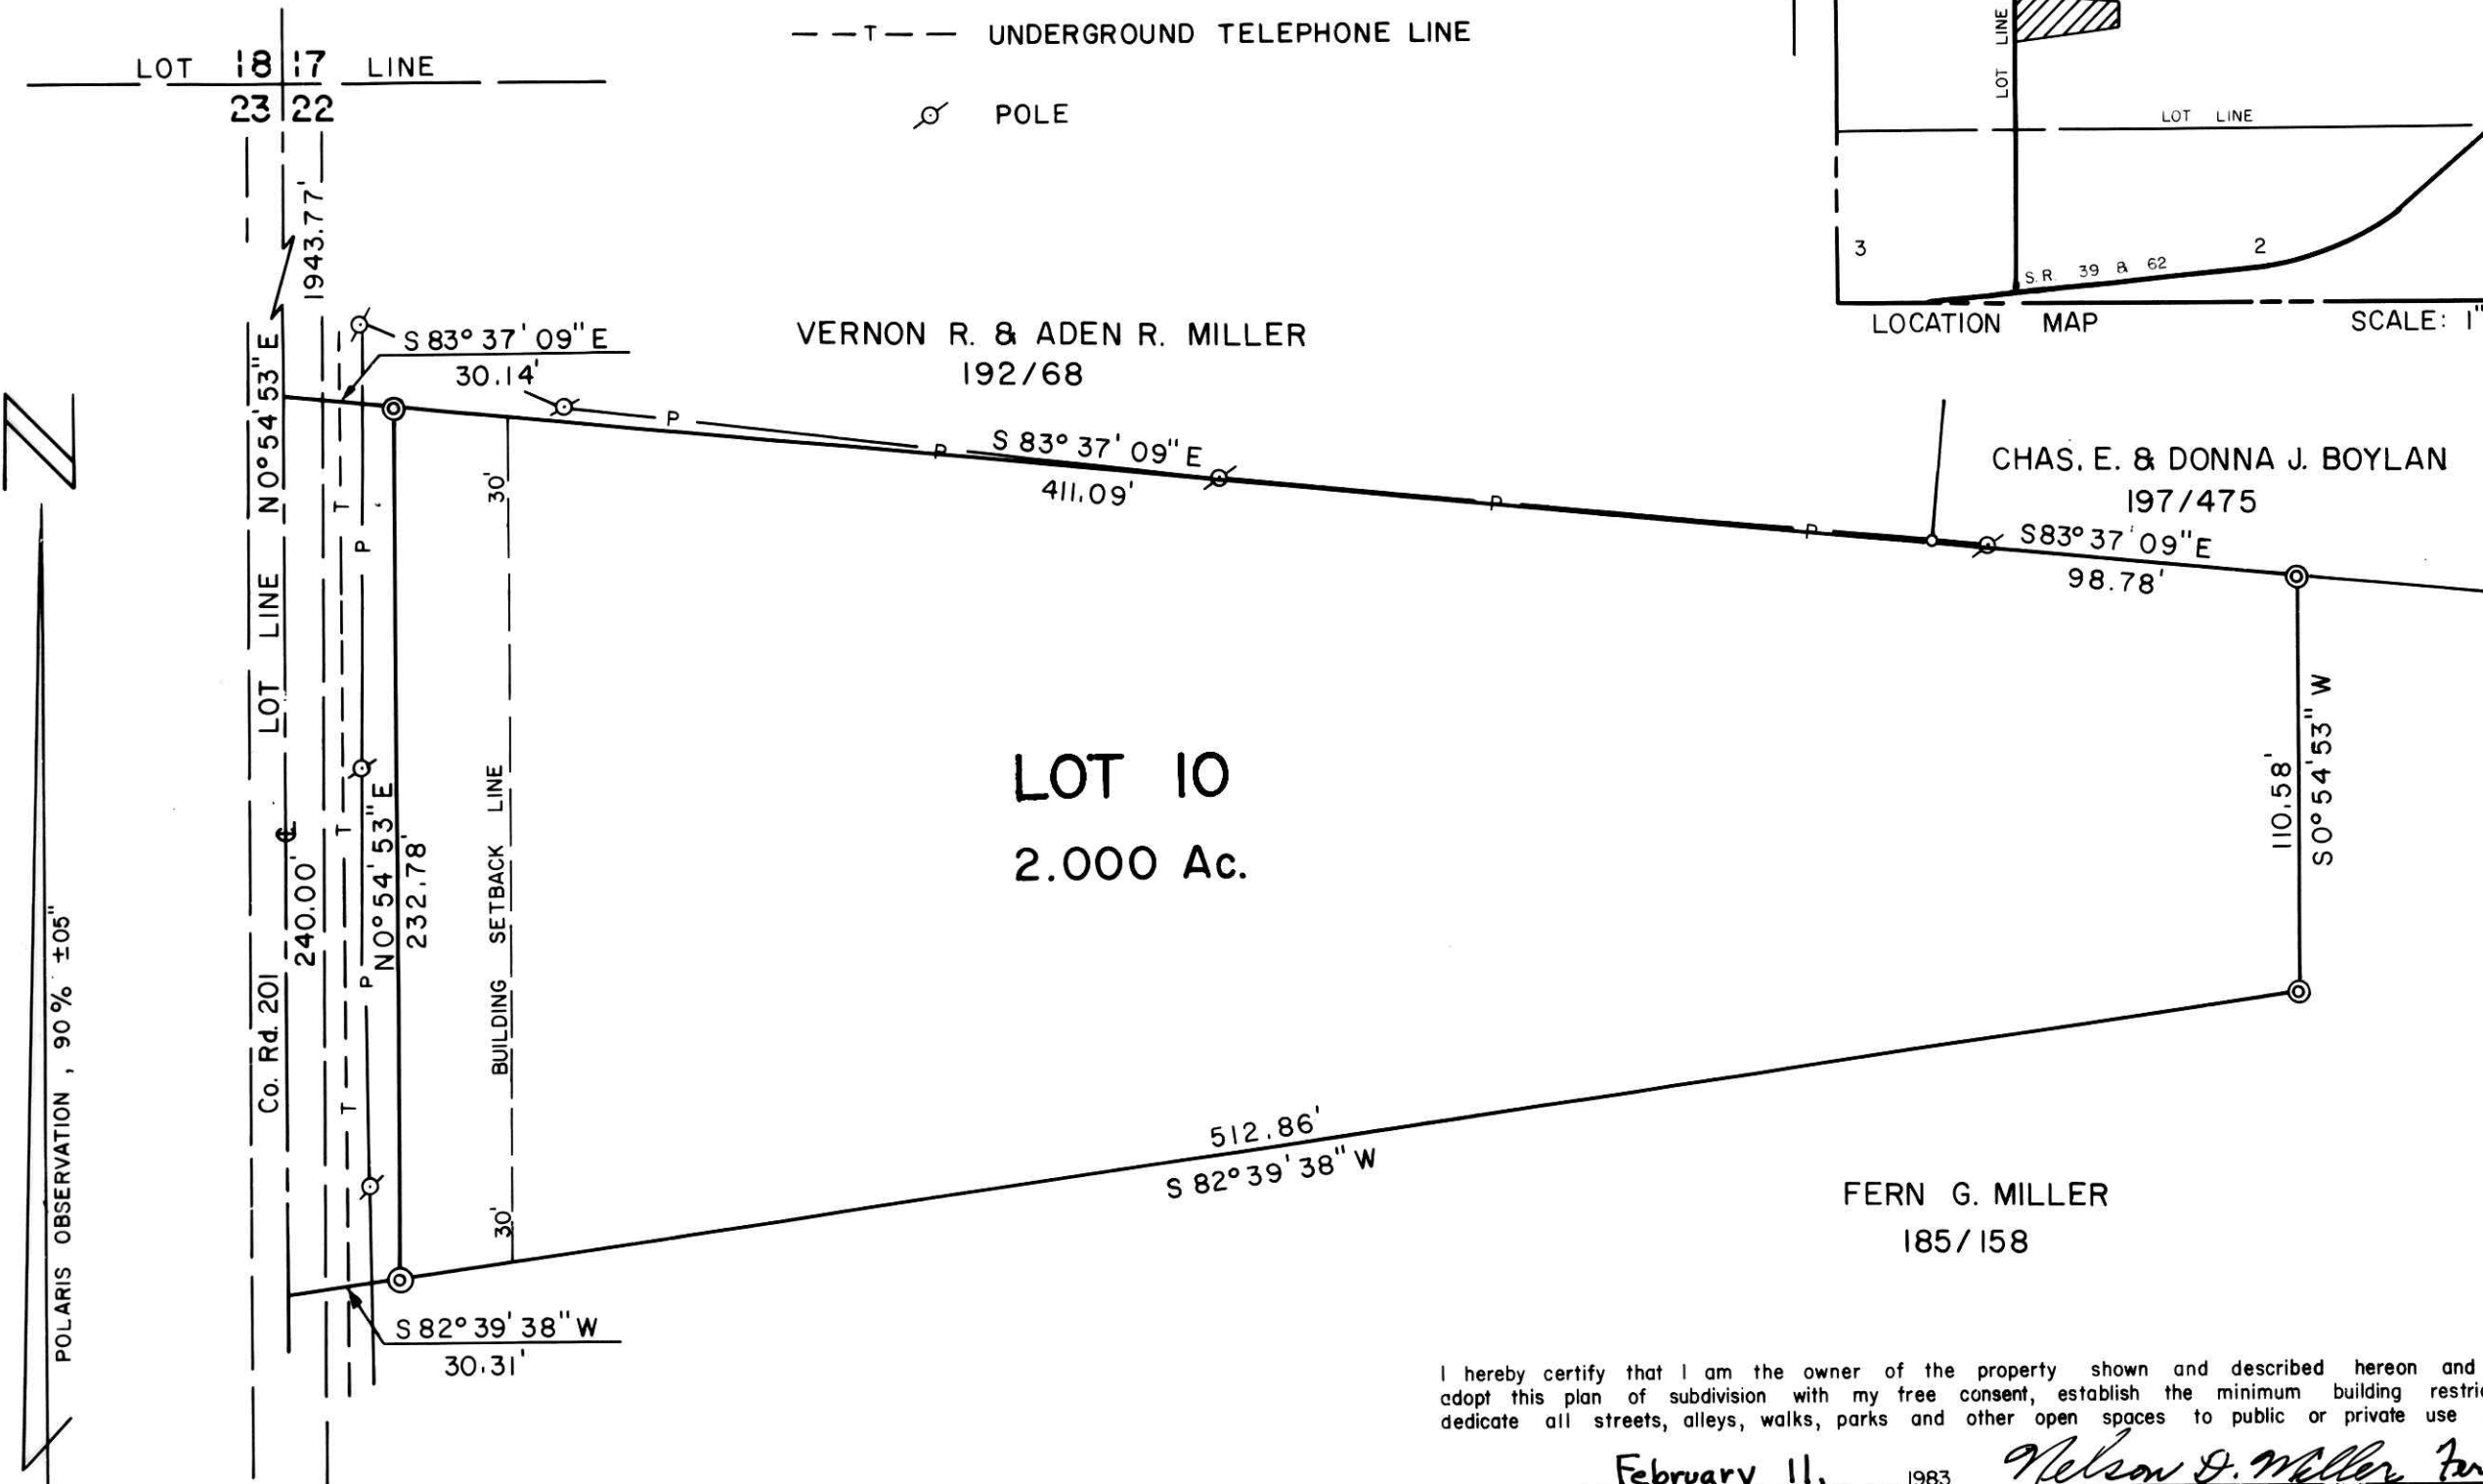 — — T — — UNDERGROUND TELEPHONE LINE
POLE
LOT 18 17 LINE
23 22
1943.77'
LOT LINE
LOT LINE
3
2
S.R. 39 & 62
LOCATION MAP
SCALE: 1"
N
POLARIS OBSERVATION, 90% ±05"
LOT LINE N 0° 54' 53" E
Co. Rd. 201
℄
240.00'
S 83° 37' 09" E
30.14'
VERNON R. & ADEN R. MILLER
192/68
P
P
S 83° 37' 09" E
411.09'
P
P
CHAS. E. & DONNA J. BOYLAN
197/475
S 83° 37' 09" E
98.78'
T
P
T
P
T
N 0° 54' 53" E
232.78'
30'
BUILDING SETBACK LINE
30'
LOT 10
2.000 Ac.
110.58'
S 0° 54' 53" W
512.86'
S 82° 39' 38" W
S 82° 39' 38" W
30.31'
FERN G. MILLER
185/158
I hereby certify that I am the owner of the property shown and described hereon and
adopt this plan of subdivision with my free consent, establish the minimum building restric
dedicate all streets, alleys, walks, parks and other open spaces to public or private use
February 11, 1983 Nelson D. Miller